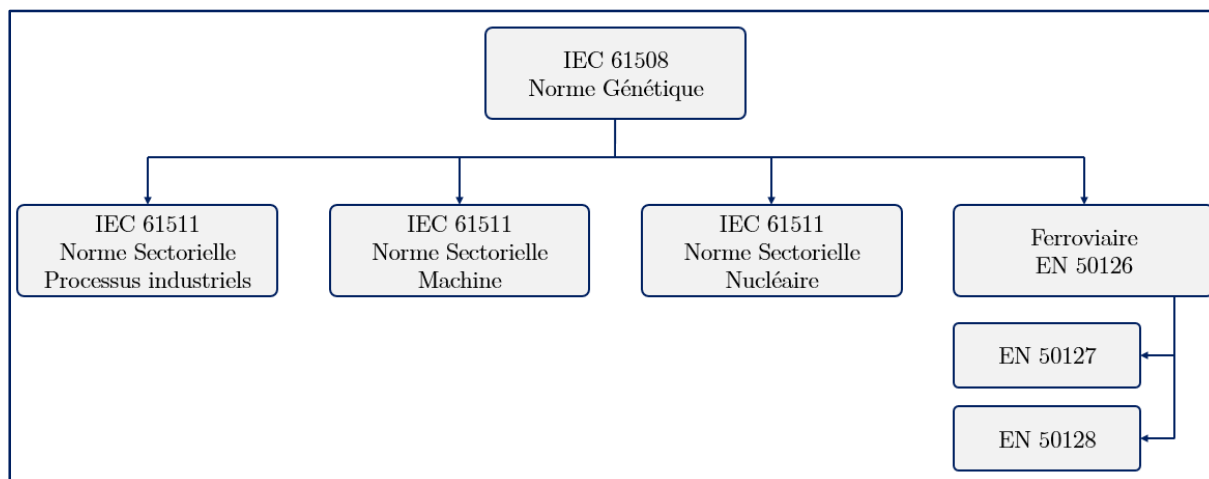 IEC 61508
Norme Génétique
IEC 61511
Norme Sectorielle
Processus industriels
IEC 61511
Norme Sectorielle
Machine
IEC 61511
Norme Sectorielle
Nucléaire
Ferroviaire
EN 50126
EN 50127
EN 50128